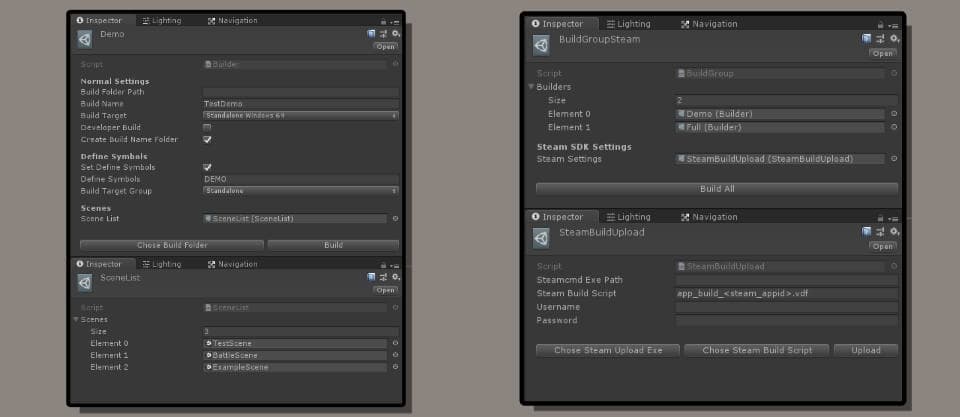 Inspector Lighting Navigation
Demo
Open
Script Builder
Normal Settings
Build Folder Path
Build Name TestDemo
Build Target Standalone Windows 64
Developer Build
Create Build Name Folder
Define Symbols
Set Define Symbols
Define Symbols DEMO
Build Target Group Standalone
Scenes
Scene List SceneList (SceneList)
Chose Build Folder Build
Inspector Lighting Navigation
SceneList
Open
Script SceneList
Scenes
Size 3
Element 0 TestScene
Element 1 BattleScene
Element 2 ExampleScene
Inspector Lighting Navigation
BuildGroupSteam
Open
Script BuildGroup
Builders
Size 2
Element 0 Demo (Builder)
Element 1 Full (Builder)
Steam SDK Settings
Steam Settings SteamBuildUpload (SteamBuildUpload)
Build All
Inspector Lighting Navigation
SteamBuildUpload
Open
Script SteamBuildUpload
Steamcmd Exe Path
Steam Build Script app_build_<steam_appid>.vdf
Username
Password
Chose Steam Upload Exe Chose Steam Build Script Upload